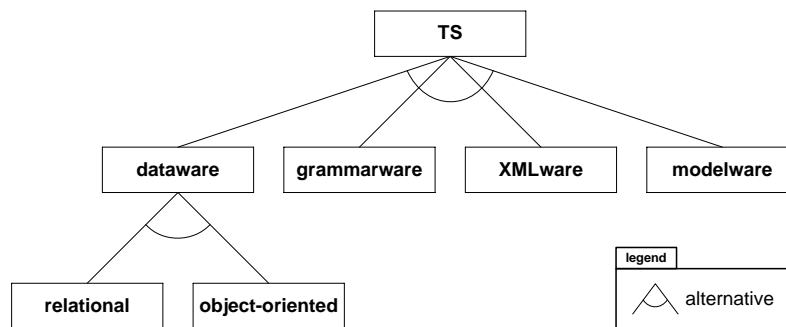 TS
dataware
grammarware
XMLware
modelware
relational
object-oriented
legend
alternative